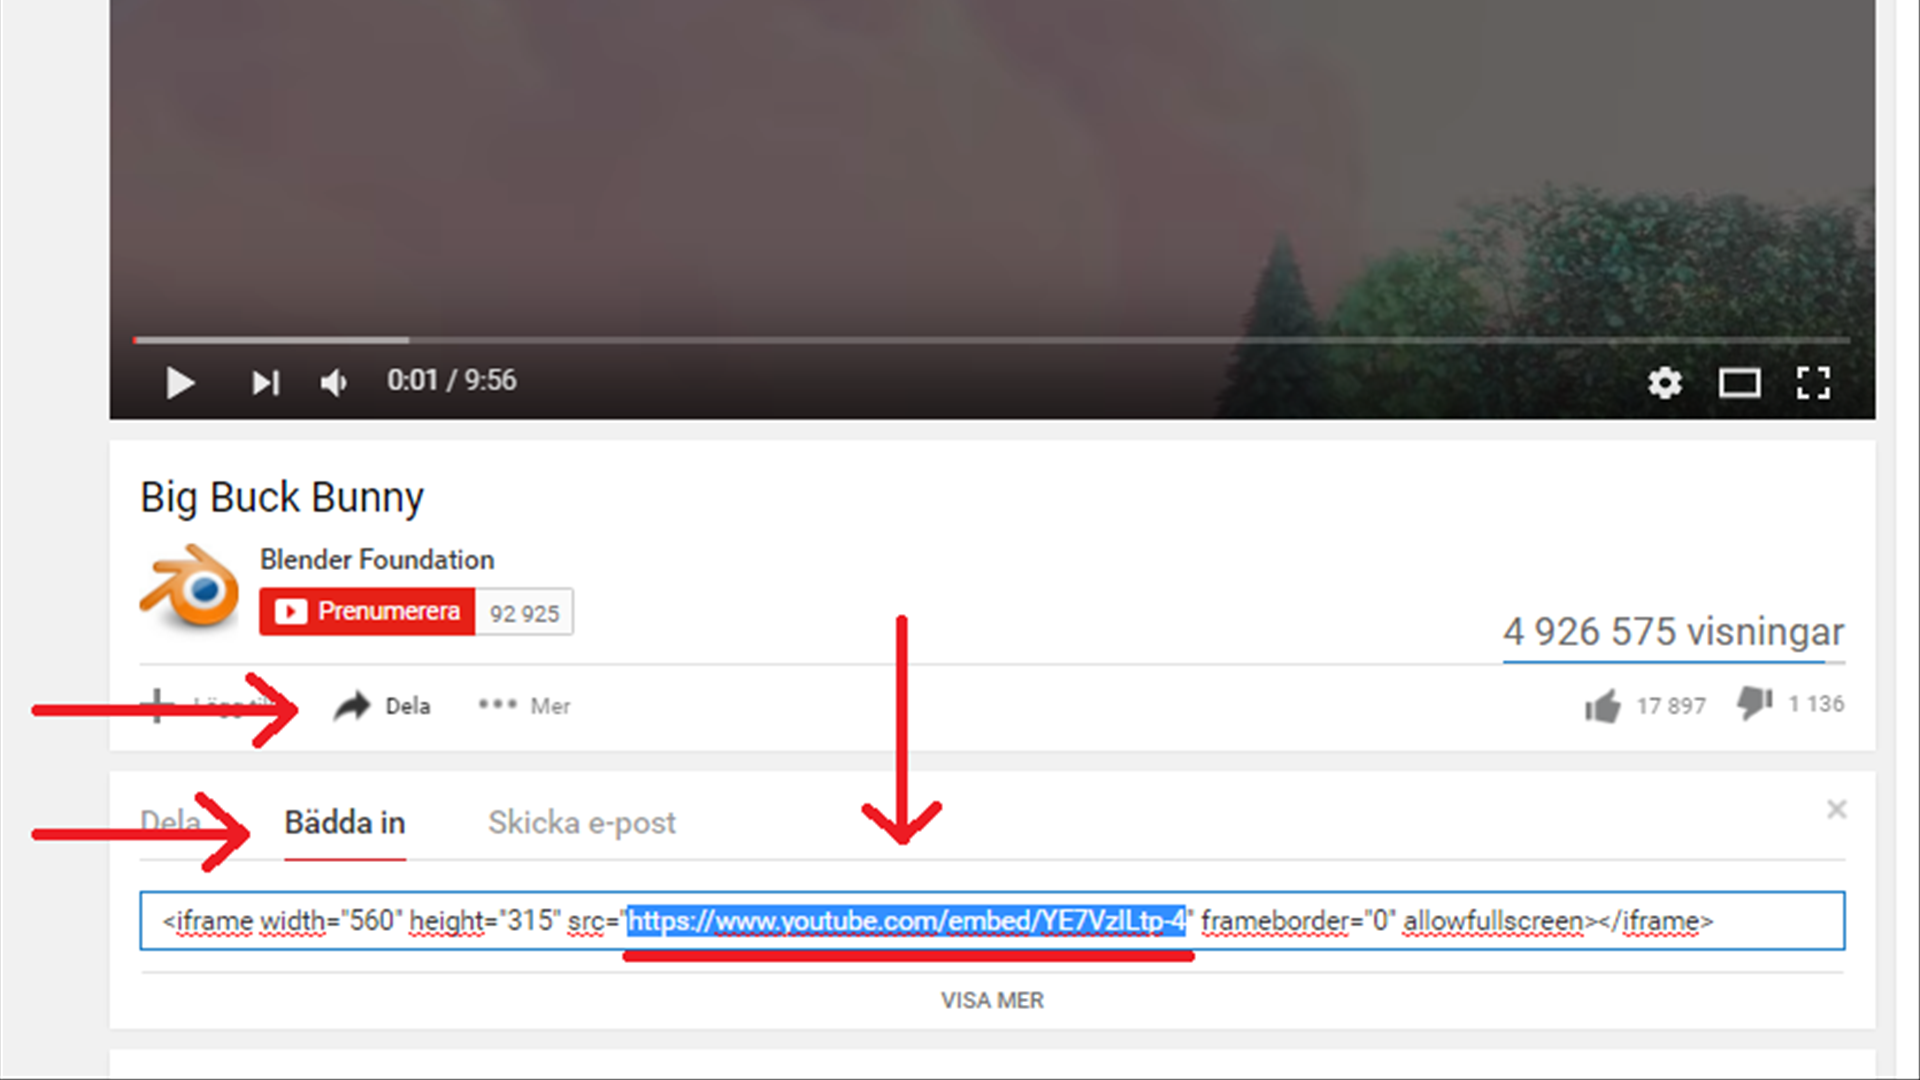 0:01 / 9:56
Big Buck Bunny
Blender Foundation
Prenumerera 92 925
4 926 575 visningar
Lägg till Dela Mer 17 897 1 136
Dela Bädda in Skicka e-post
<iframe width="560" height="315" src="https://www.youtube.com/embed/YE7VzlLtp-4" frameborder="0" allowfullscreen></iframe>
VISA MER